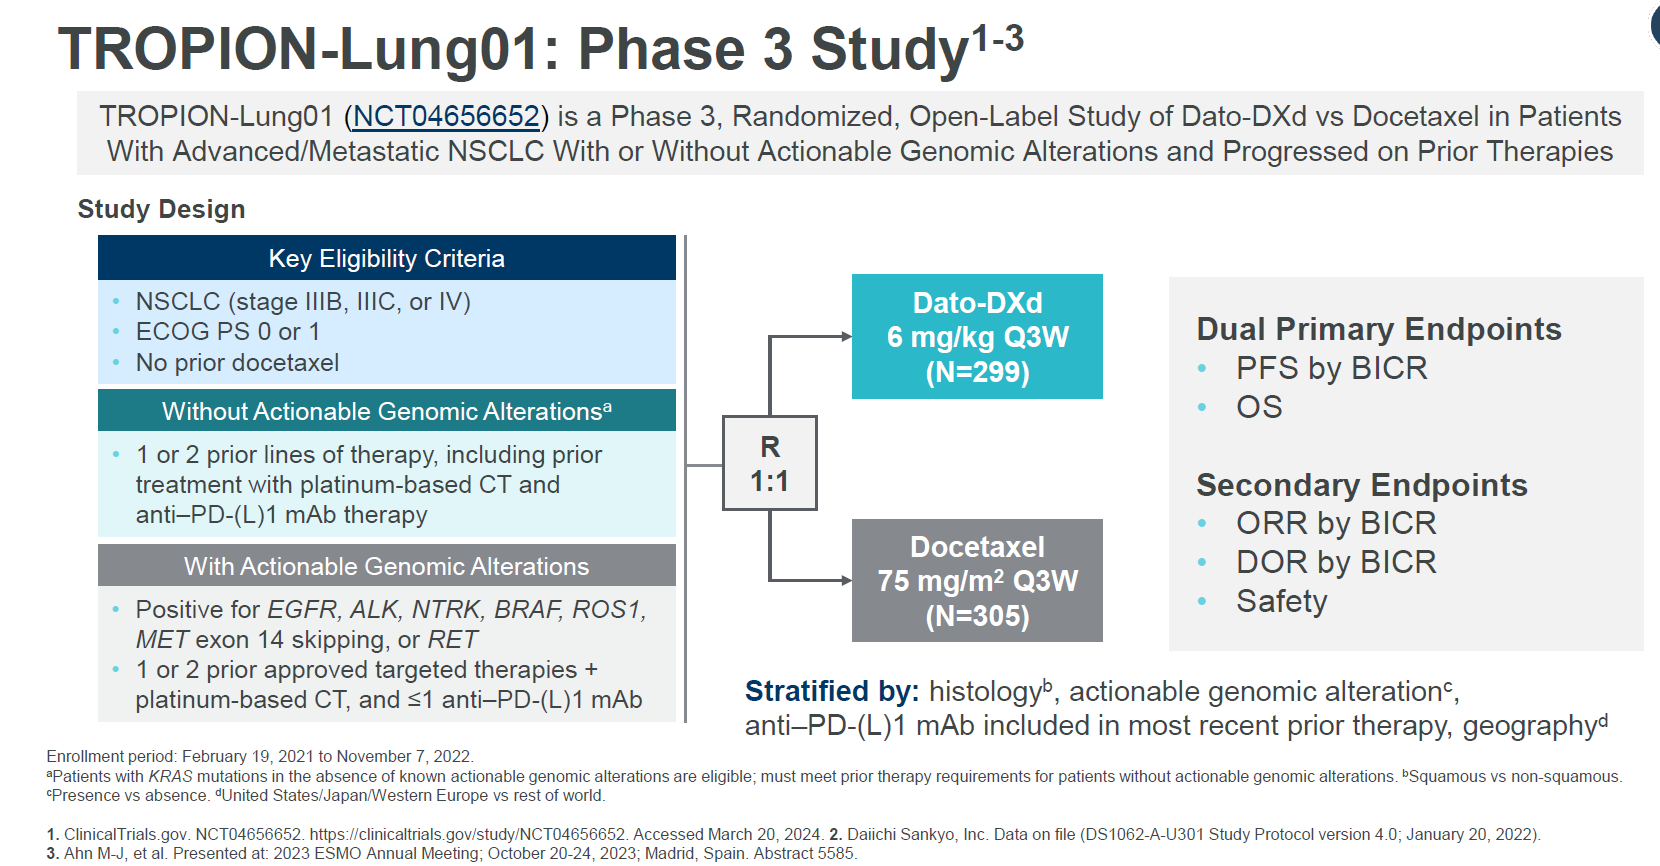 TROPION-Lung01: Phase 3 Study1-3
TROPION-Lung01 (NCT04656652) is a Phase 3, Randomized, Open-Label Study of Dato-DXd vs Docetaxel in Patients
With Advanced/Metastatic NSCLC With or Without Actionable Genomic Alterations and Progressed on Prior Therapies
Study Design
Key Eligibility Criteria
• NSCLC (stage IIIB, IIIC, or IV)
• ECOG PS 0 or 1
• No prior docetaxel
Without Actionable Genomic Alterationsa
• 1 or 2 prior lines of therapy, including prior
treatment with platinum-based CT and
anti–PD-(L)1 mAb therapy
With Actionable Genomic Alterations
• Positive for EGFR, ALK, NTRK, BRAF, ROS1,
MET exon 14 skipping, or RET
• 1 or 2 prior approved targeted therapies +
platinum-based CT, and ≤1 anti–PD-(L)1 mAb
R
1:1
Dato-DXd
6 mg/kg Q3W
(N=299)
Docetaxel
75 mg/m2 Q3W
(N=305)
Dual Primary Endpoints
• PFS by BICR
• OS
Secondary Endpoints
• ORR by BICR
• DOR by BICR
• Safety
Stratified by: histologyb, actionable genomic alterationc,
anti–PD-(L)1 mAb included in most recent prior therapy, geographyd
Enrollment period: February 19, 2021 to November 7, 2022.
aPatients with KRAS mutations in the absence of known actionable genomic alterations are eligible; must meet prior therapy requirements for patients without actionable genomic alterations. bSquamous vs non-squamous.
cPresence vs absence. dUnited States/Japan/Western Europe vs rest of world.
1. ClinicalTrials.gov. NCT04656652. https://clinicaltrials.gov/study/NCT04656652. Accessed March 20, 2024. 2. Daiichi Sankyo, Inc. Data on file (DS1062-A-U301 Study Protocol version 4.0; January 20, 2022).
3. Ahn M-J, et al. Presented at: 2023 ESMO Annual Meeting; October 20-24, 2023; Madrid, Spain. Abstract 5585.